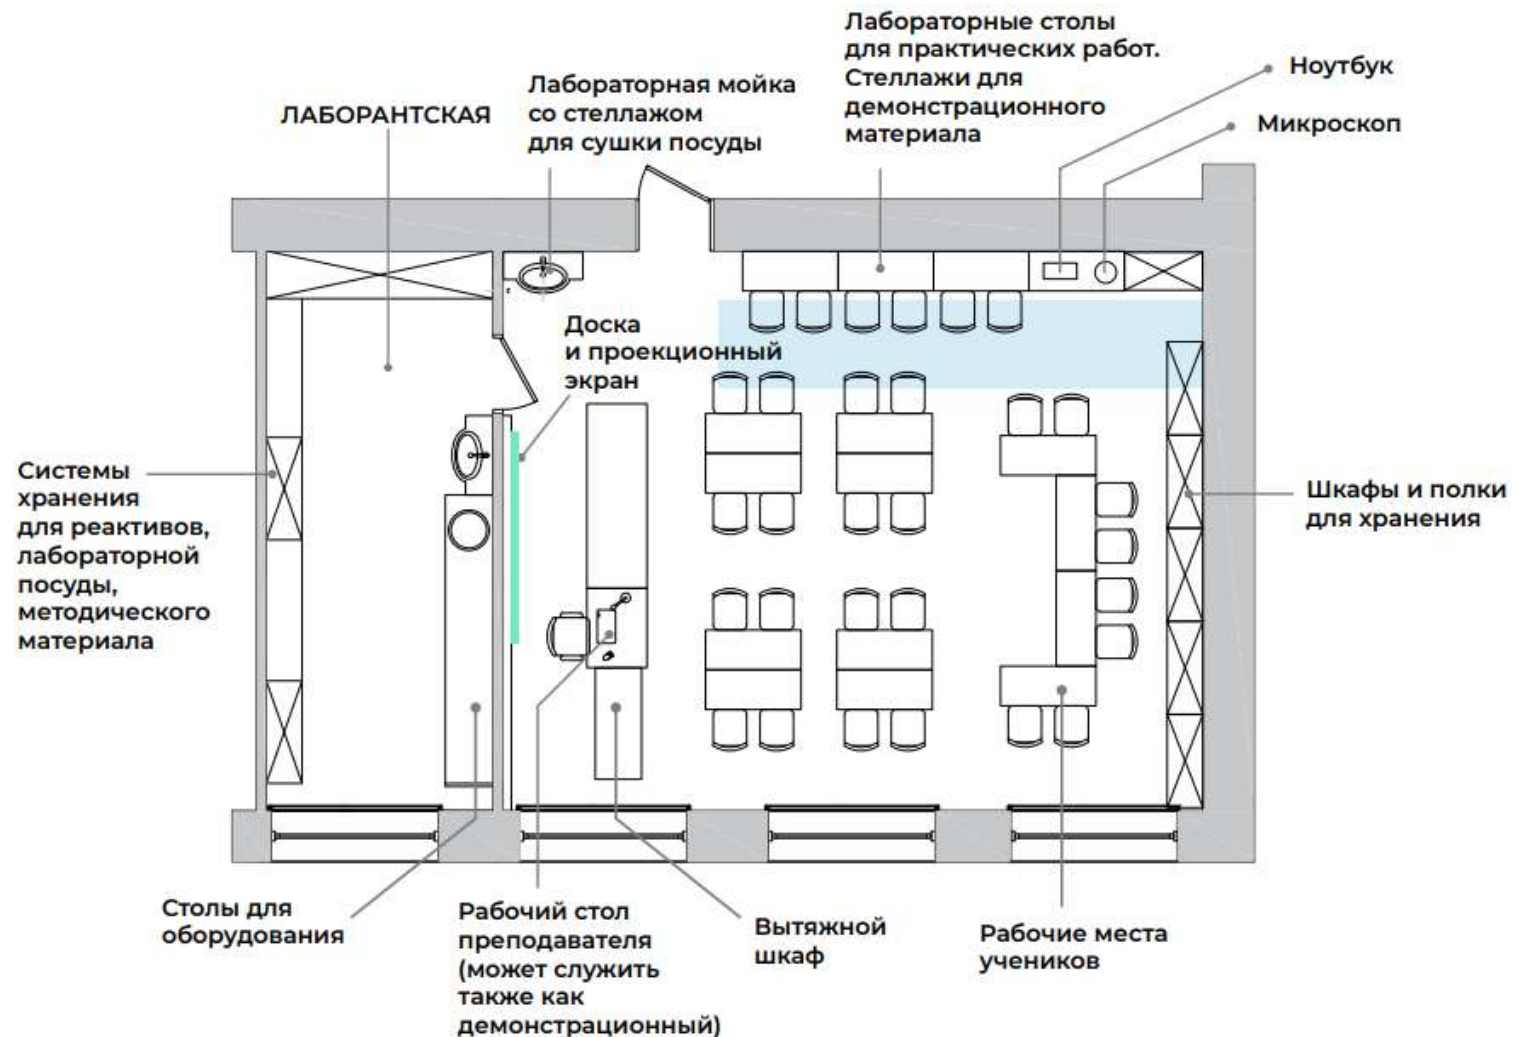 Лабораторные столы
для практических работ.
Стеллажи для
демонстрационного
материала
Ноутбук
Микроскоп
Лабораторная мойка
со стеллажом
для сушки посуды
ЛАБОРАНТСКАЯ
Доска
и проекционный
экран
Системы
хранения
для реактивов,
лабораторной
посуды,
методического
материала
Шкафы и полки
для хранения
Столы для
оборудования
Рабочий стол
преподавателя
(может служить
также как
демонстрационный)
Вытяжной
шкаф
Рабочие места
учеников